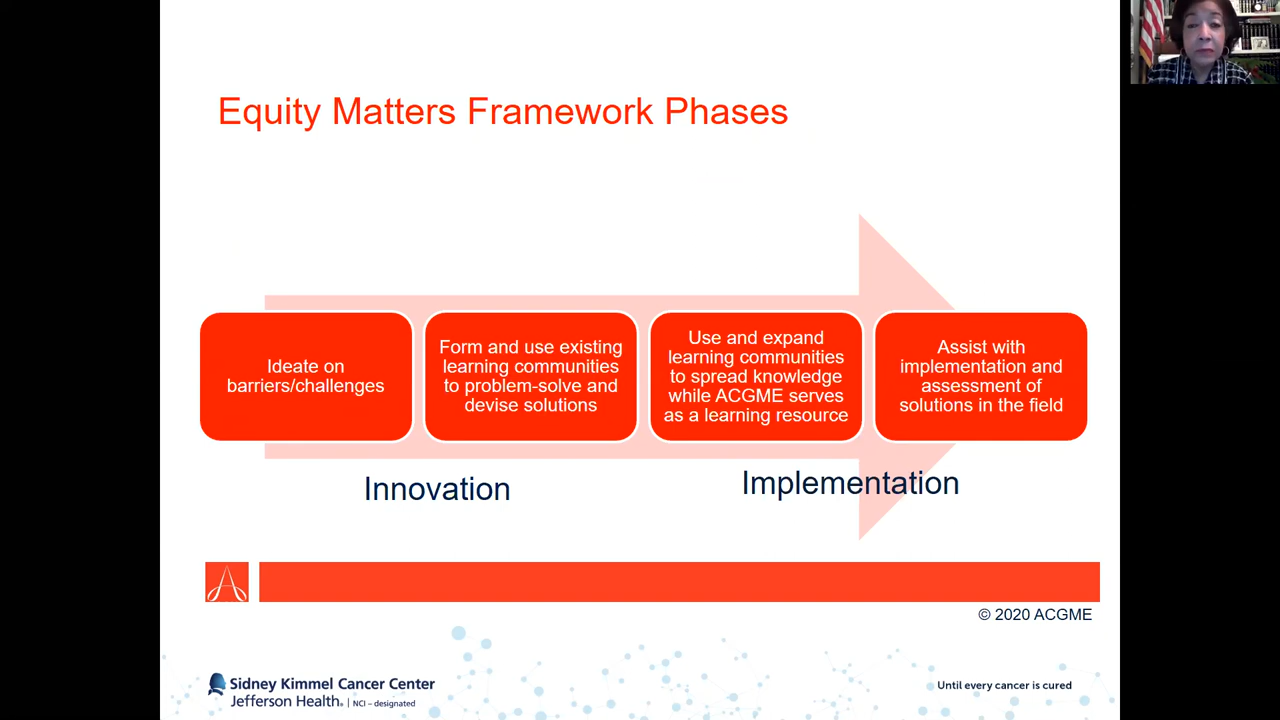 Equity Matters Framework Phases
Ideate on
barriers/challenges
Form and use existing
learning communities
to problem-solve and
devise solutions
Use and expand
learning communities
to spread knowledge
while ACGME serves
as a learning resource
Assist with
implementation and
assessment of
solutions in the field
Innovation
Implementation
© 2020 ACGME
Sidney Kimmel Cancer Center
Jefferson Health® | NCI – designated
Until every cancer is cured